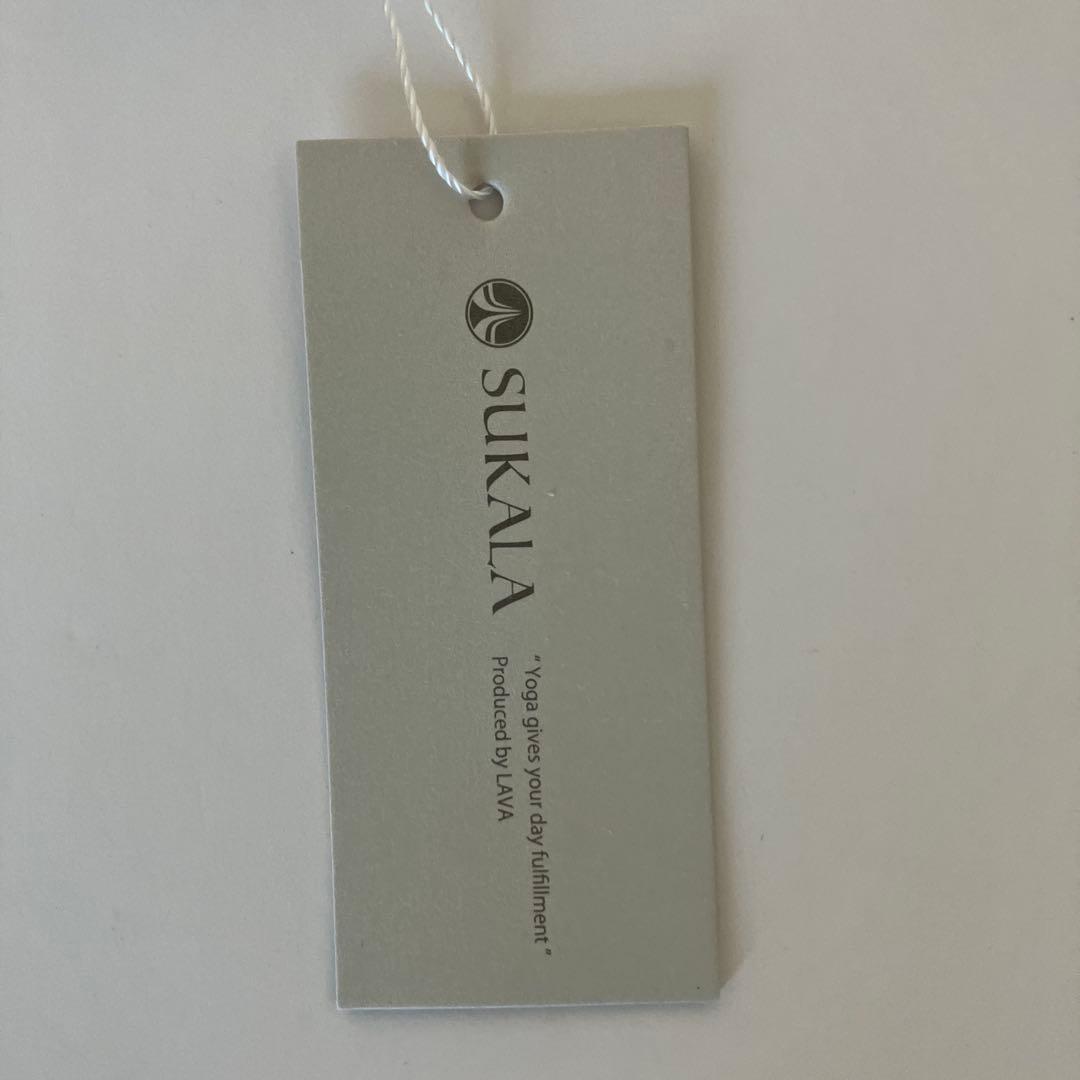 SUKALA
" Yoga gives your day fulfillment "
Produced by LAVA